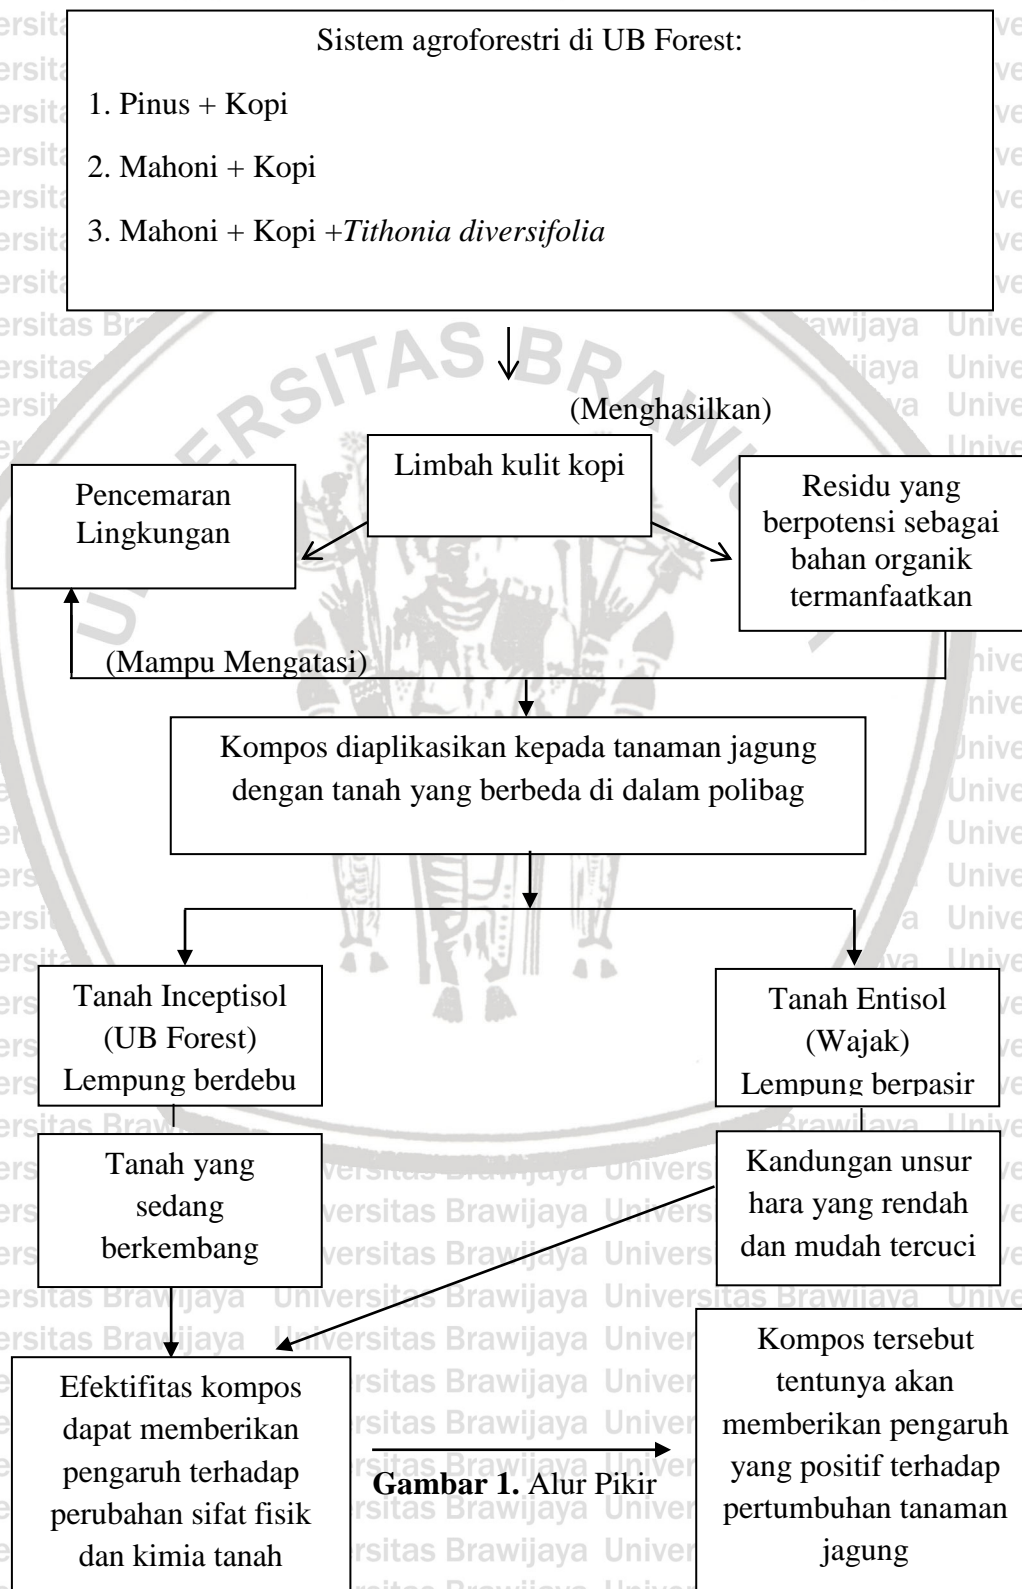 Sistem agroforestri di UB Forest:
1. Pinus + Kopi
2. Mahoni + Kopi
3. Mahoni + Kopi +Tithonia diversifolia
(Menghasilkan)
Limbah kulit kopi
Pencemaran
Lingkungan
Residu yang
berpotensi sebagai
bahan organik
termanfaatkan
(Mampu Mengatasi)
Kompos diaplikasikan kepada tanaman jagung
dengan tanah yang berbeda di dalam polibag
Tanah Inceptisol
(UB Forest)
Lempung berdebu
Tanah Entisol
(Wajak)
Lempung berpasir
Tanah yang
sedang
berkembang
Kandungan unsur
hara yang rendah
dan mudah tercuci
Efektifitas kompos
dapat memberikan
pengaruh terhadap
perubahan sifat fisik
dan kimia tanah
Kompos tersebut
tentunya akan
memberikan pengaruh
yang positif terhadap
pertumbuhan tanaman
jagung
Gambar 1. Alur Pikir